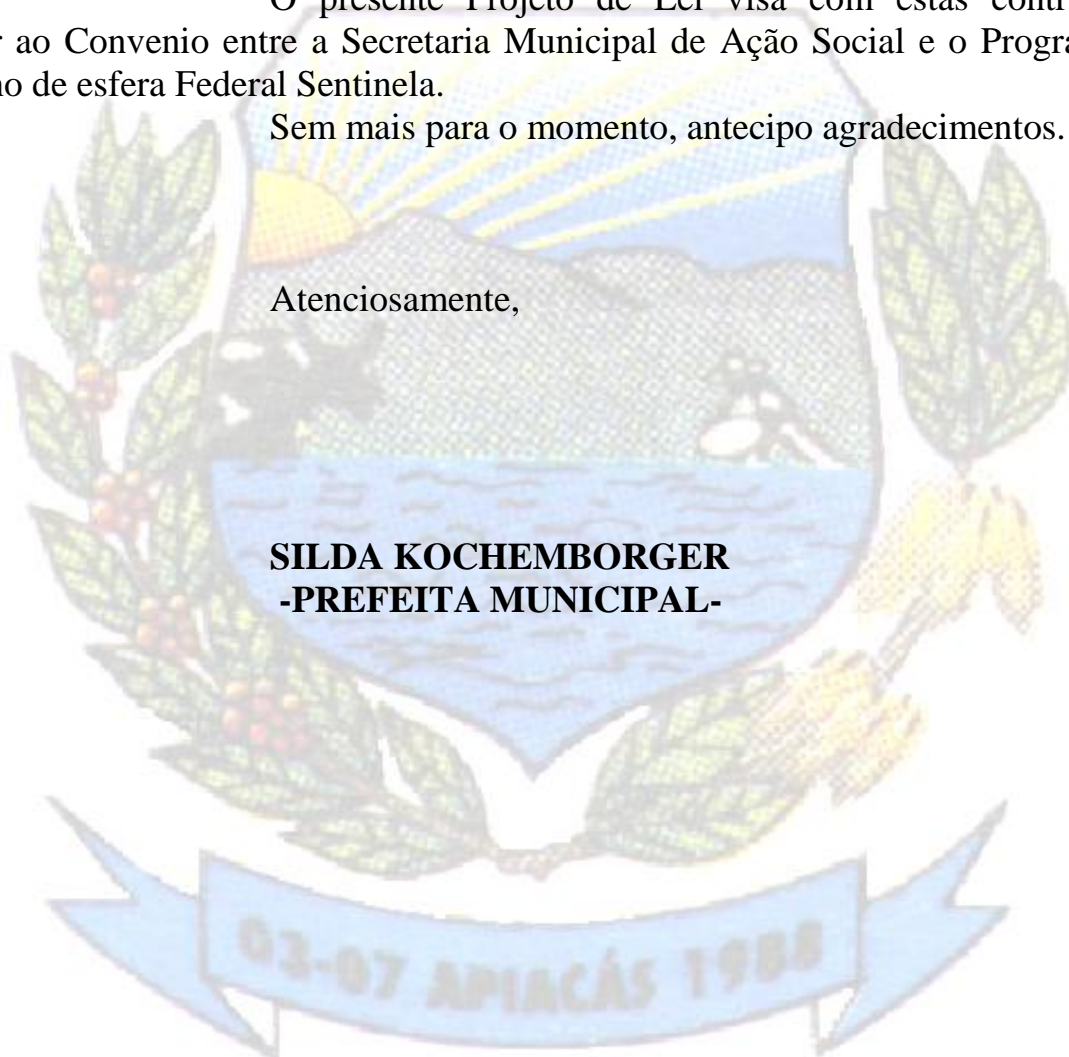 O presente Projeto de Lei visa com estas contr
ao Convenio entre a Secretaria Municipal de Ação Social e o Progra
de esfera Federal Sentinela.
Sem mais para o momento, antecipo agradecimentos.
Atenciosamente,
SILDA KOCHEMBORGER
-PREFEITA MUNICIPAL-
03-07 APIACÁS 1988